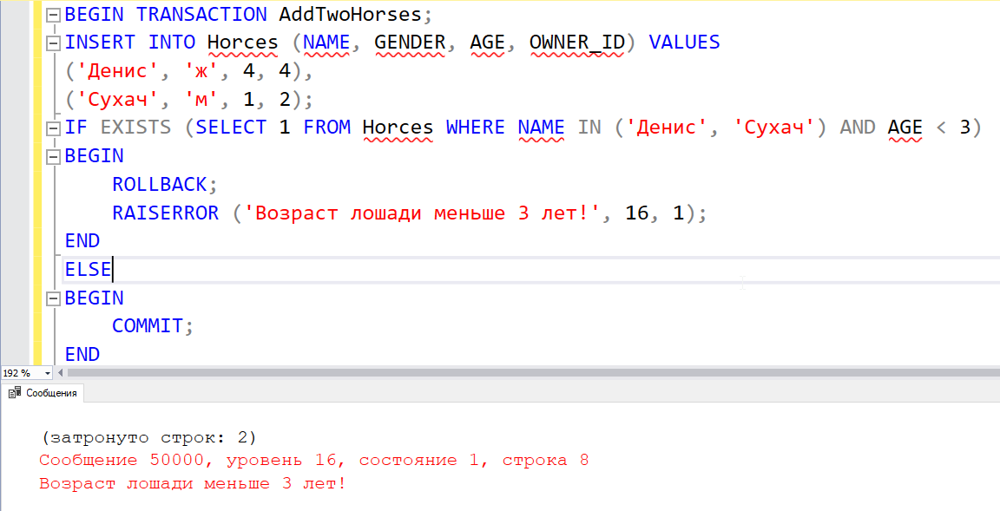 BEGIN TRANSACTION AddTwoHorses;
INSERT INTO Horces (NAME, GENDER, AGE, OWNER_ID) VALUES
('Денис', 'ж', 4, 4),
('Сухач', 'м', 1, 2);
IF EXISTS (SELECT 1 FROM Horces WHERE NAME IN ('Денис', 'Сухач') AND AGE < 3)
BEGIN
ROLLBACK;
RAISERROR ('Возраст лошади меньше 3 лет!', 16, 1);
END
ELSE
BEGIN
COMMIT;
END
192 %
Сообщения
(затронуто строк: 2)
Сообщение 50000, уровень 16, состояние 1, строка 8
Возраст лошади меньше 3 лет!